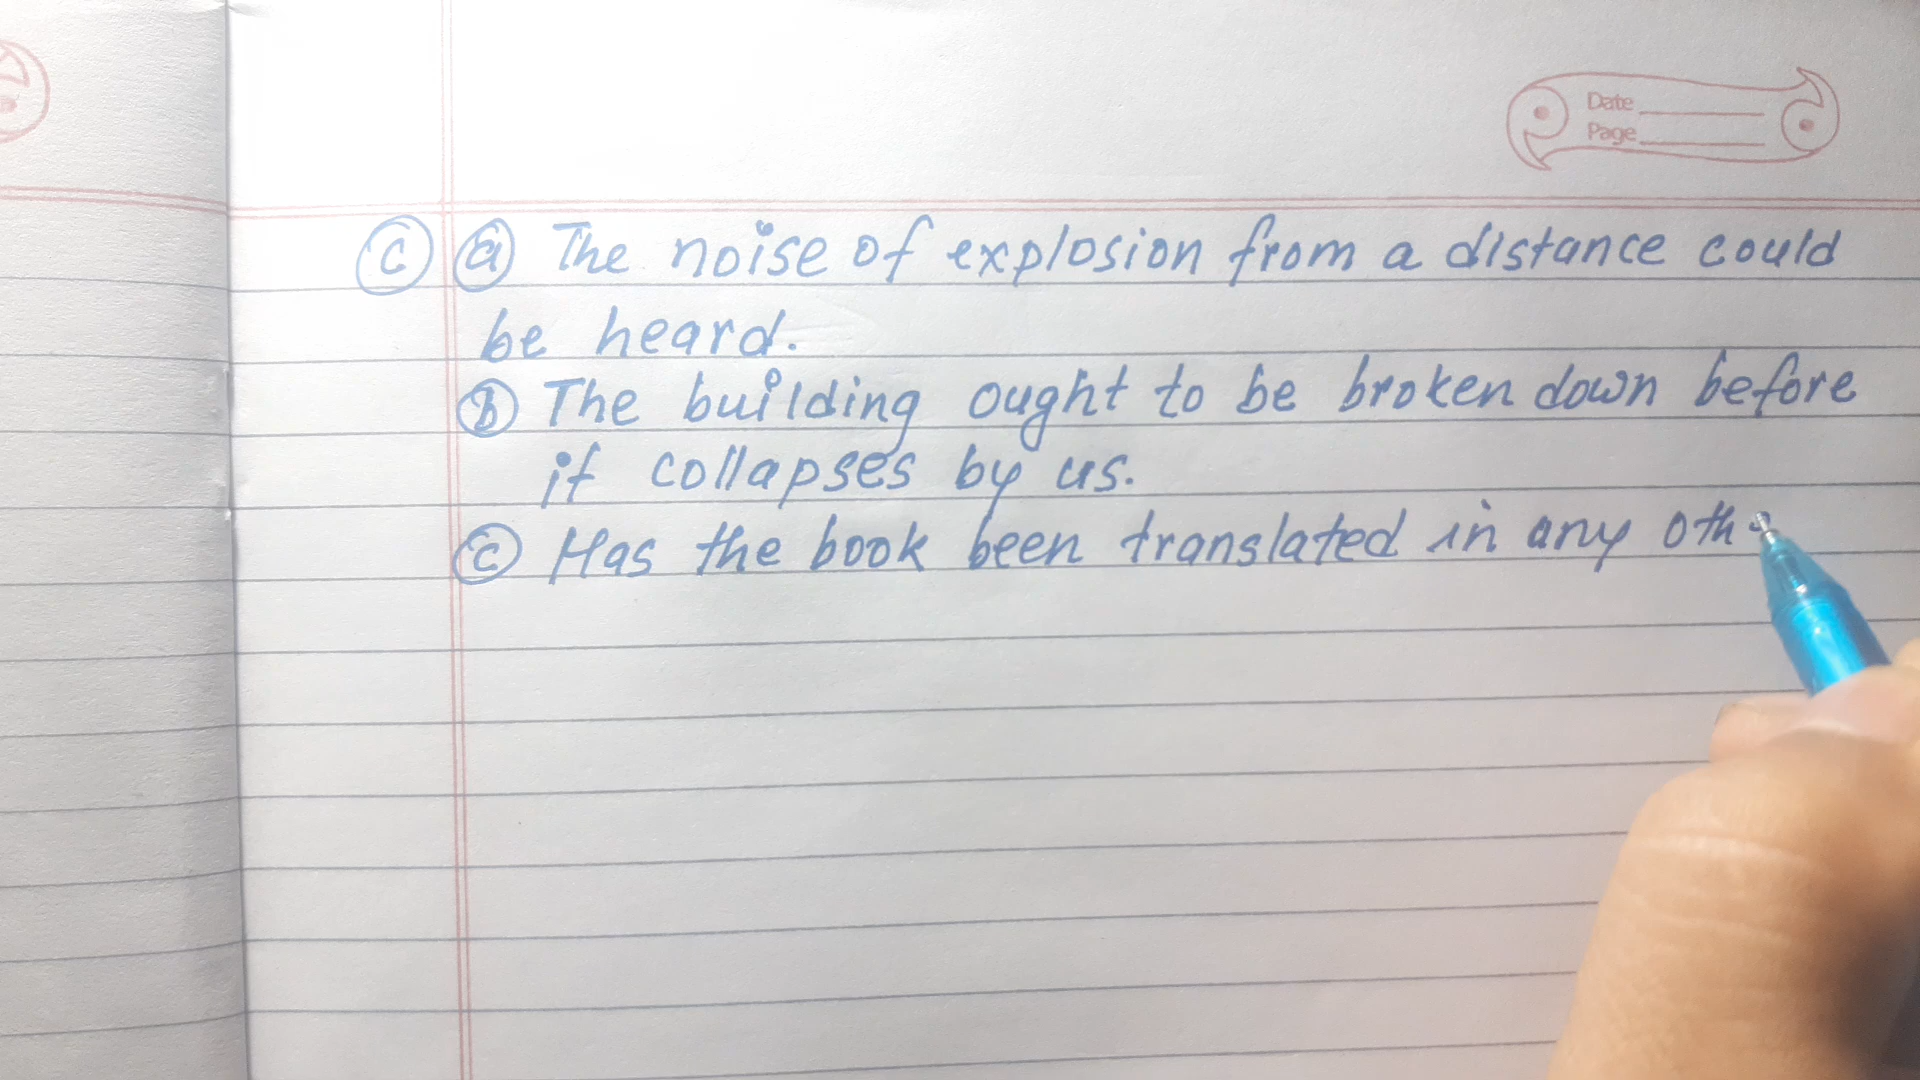 Date
Page
C a The noise of explosion from a distance could
be heard.
b The building ought to be broken down before
it collapses by us.
c Has the book been translated in any oth